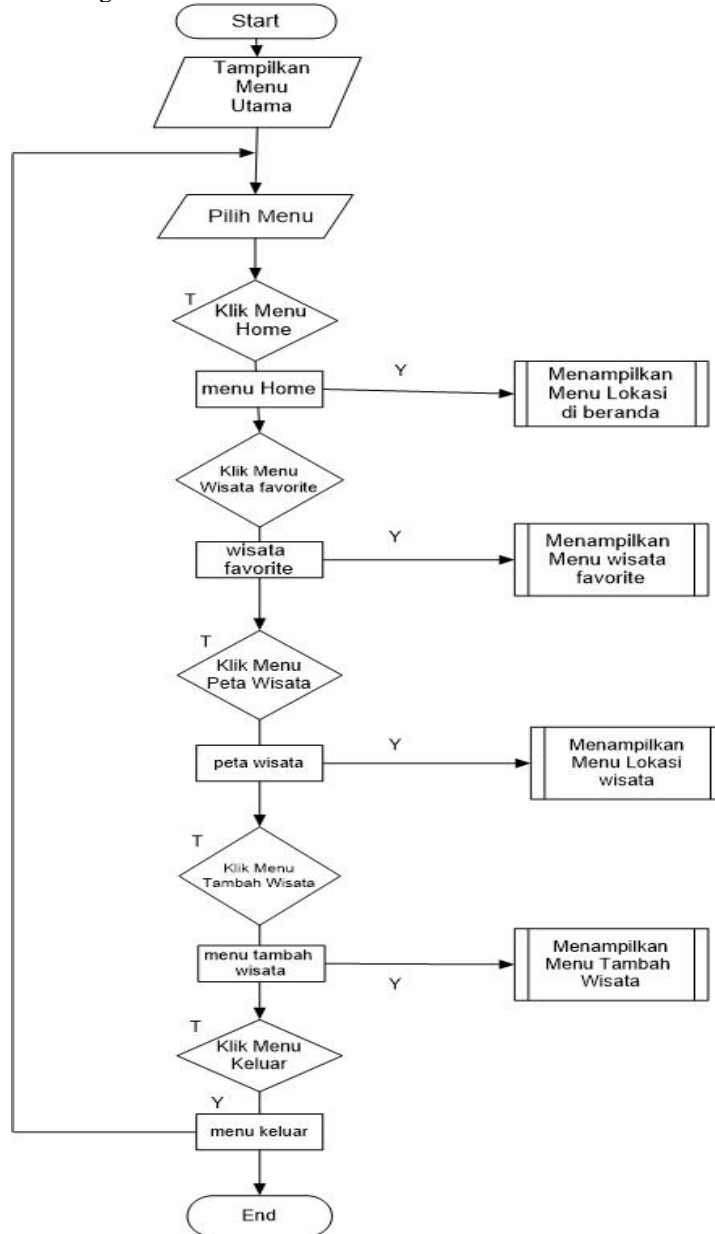 Start
Tampilkan
Menu
Utama
Pilih Menu
T
Klik Menu
Home
menu Home
Y
Menampilkan
Menu Lokasi
di beranda
Klik Menu
Wisata favorite
wisata
favorite
Y
Menampilkan
Menu wisata
favorite
T
Klik Menu
Peta Wisata
peta wisata
Y
Menampilkan
Menu Lokasi
wisata
T
Klik Menu
Tambah Wisata
menu tambah
wisata
Y
Menampilkan
Menu Tambah
Wisata
T
Klik Menu
Keluar
Y
menu keluar
End